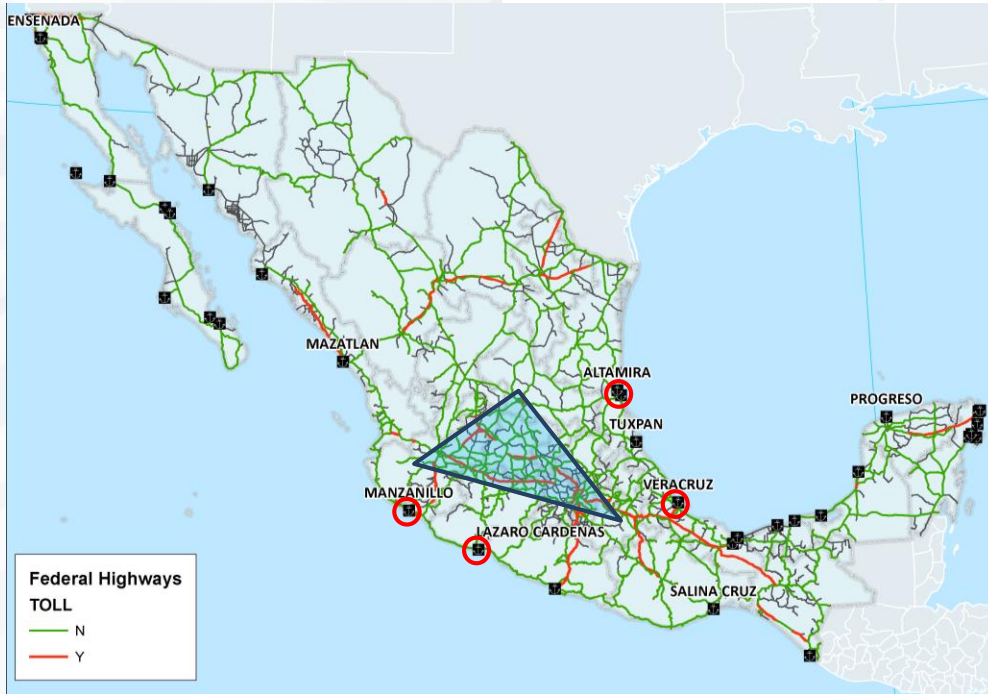 ENSENADA
MAZATLAN
ALTAMIRA
PROGRESO
TUXPAN
MANZANILLO
VERACRUZ
LAZARO CARDENAS
SALINA CRUZ
Federal Highways
TOLL
N
Y